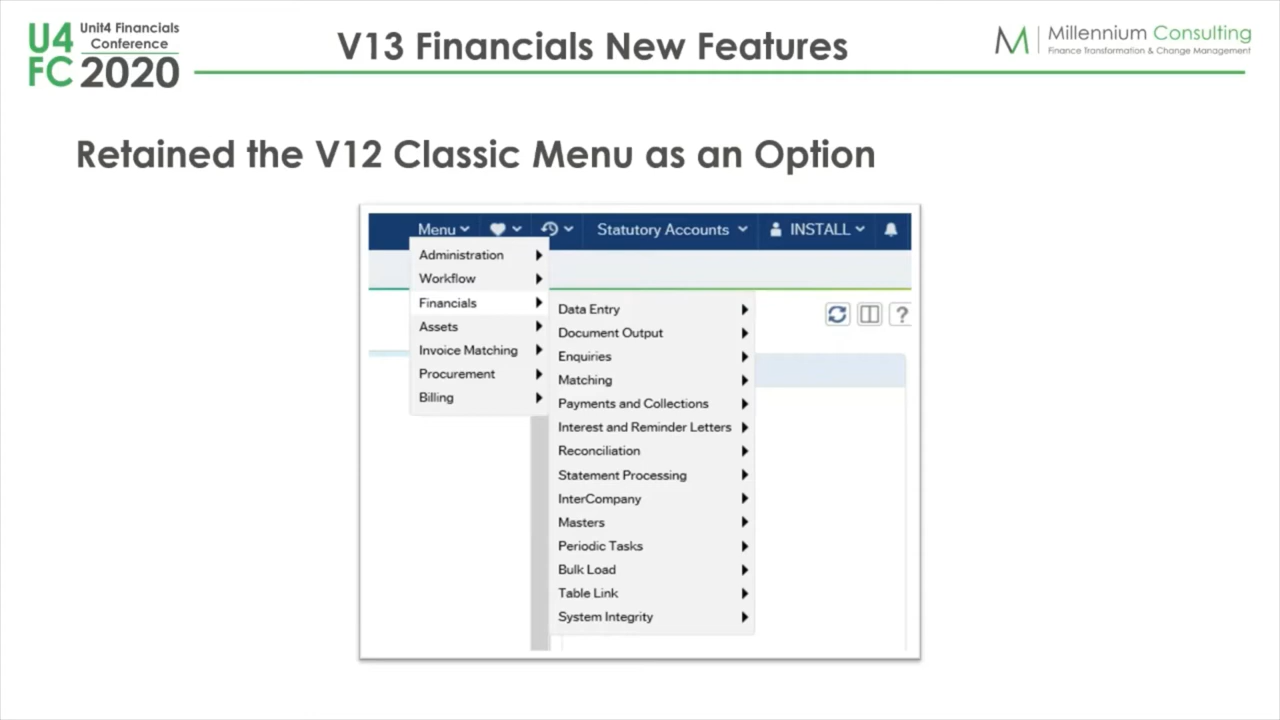 U4
FC
Unit4 Financials
Conference
2020
V13 Financials New Features
Millennium Consulting
Finance Transformation & Change Management
Retained the V12 Classic Menu as an Option
Menu
Statutory Accounts
INSTALL
Administration
Workflow
Financials
Assets
Invoice Matching
Procurement
Billing
Data Entry
Document Output
Enquiries
Matching
Payments and Collections
Interest and Reminder Letters
Reconciliation
Statement Processing
InterCompany
Masters
Periodic Tasks
Bulk Load
Table Link
System Integrity
?